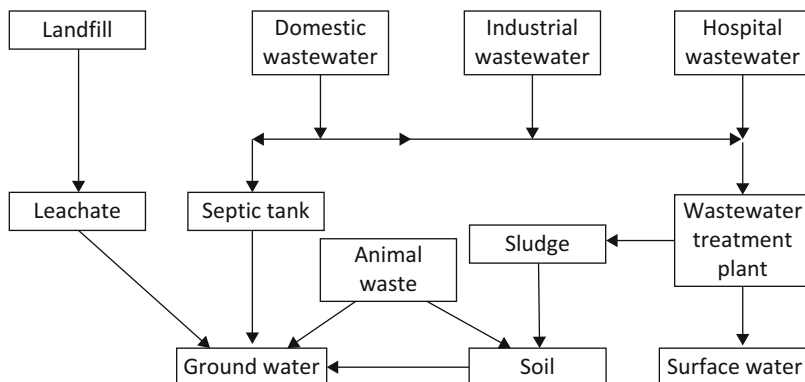 Landfill
Domestic
wastewater
Industrial
wastewater
Hospital
wastewater
Leachate
Septic tank
Animal
waste
Sludge
Wastewater
treatment
plant
Ground water
Soil
Surface water